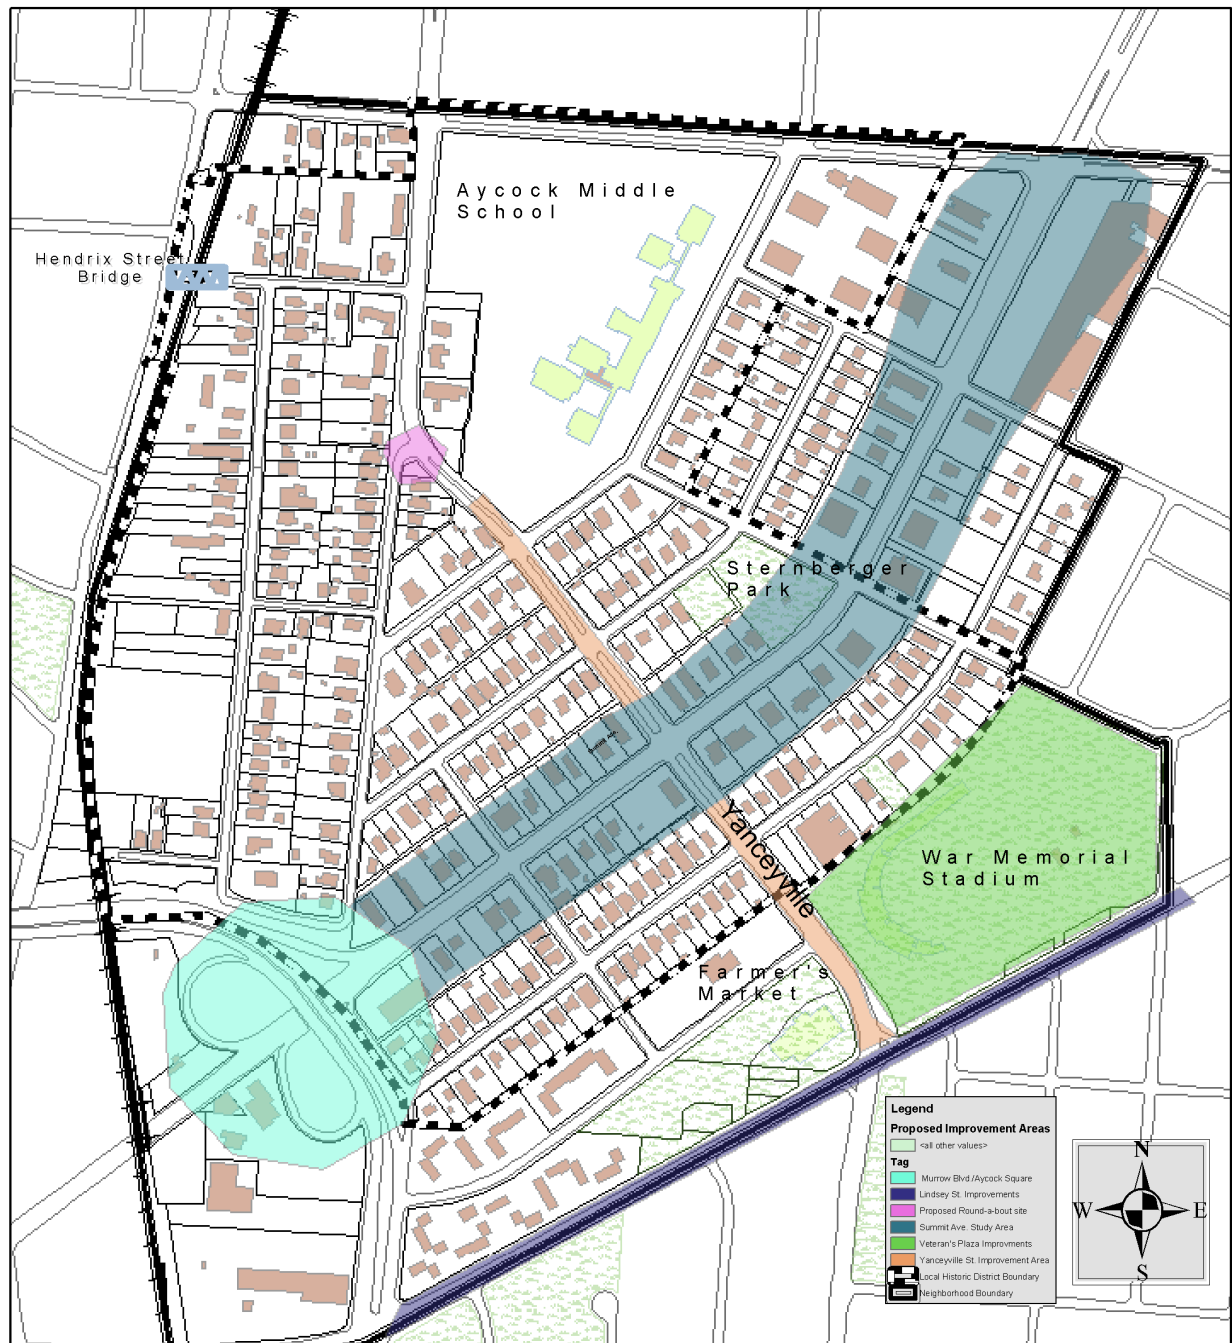 Aycock Middle
School
Hendrix Street
Bridge
Sternberger
Park
Yanceyville
War Memorial
Stadium
Farmer's
Market
Legend
Proposed Improvement Areas
<all other values>
Tag
Murrow Blvd./Aycock Square
Lindsey St. Improvements
Proposed Round-a-bout site
Summit Ave. Study Area
Veteran's Plaza Improvments
Yanceyville St. Improvement Area
Local Historic District Boundary
Neighborhood Boundary
N
W
E
S